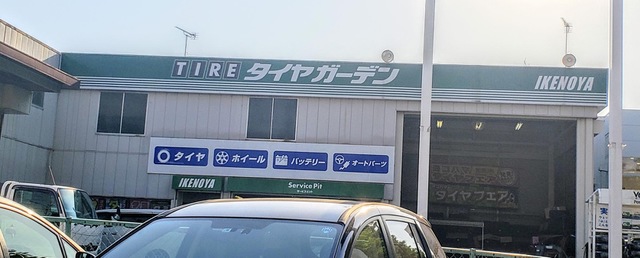 TIRE タイヤガーデン IKENOYA
タイヤ ホイール バッテリー オートパーツ
IKENOYA
Service Pit
タイヤフェア